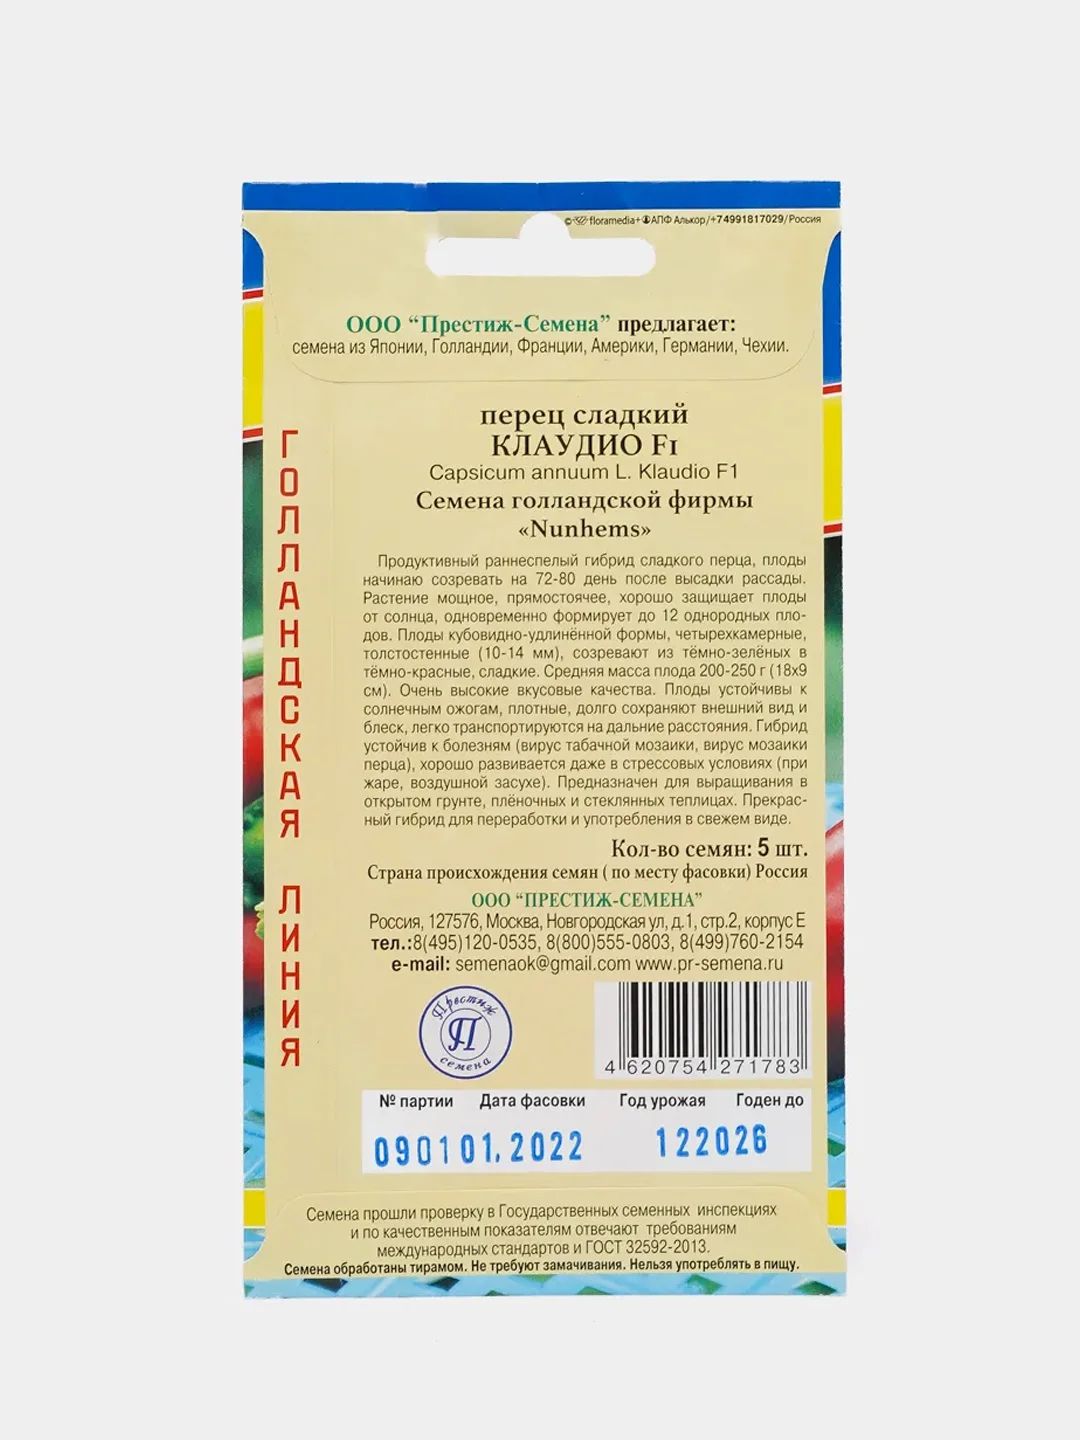 © floramedia+ АПФ Алькор/+74991817029/Россия
ООО “Престиж-Семена” предлагает:
семена из Японии, Голландии, Франции, Америки, Германии, Чехии.
ГОЛЛАНДСКАЯ ЛИНИЯ
перец сладкий
КЛАУДИО F1
Capsicum annuum L. Klaudio F1
Семена голландской фирмы
«Nunhems»
Продуктивный раннеспелый гибрид сладкого перца, плоды
начинаю созревать на 72-80 день после высадки рассады.
Растение мощное, прямостоячее, хорошо защищает плоды
от солнца, одновременно формирует до 12 однородных пло-
дов. Плоды кубовидно-удлинённой формы, четырехкамерные,
толстостенные (10-14 мм), созревают из тёмно-зелёных в
тёмно-красные, сладкие. Средняя масса плода 200-250 г (18х9
см). Очень высокие вкусовые качества. Плоды устойчивы к
солнечным ожогам, плотные, долго сохраняют внешний вид и
блеск, легко транспортируются на дальние расстояния. Гибрид
устойчив к болезням (вирус табачной мозаики, вирус мозаики
перца), хорошо развивается даже в стрессовых условиях (при
жаре, воздушной засухе). Предназначен для выращивания в
открытом грунте, плёночных и стеклянных теплицах. Прекрас-
ный гибрид для переработки и употребления в свежем виде.
Кол-во семян: 5 шт.
Страна происхождения семян ( по месту фасовки) Россия
ООО “ПРЕСТИЖ-СЕМЕНА”
Россия, 127576, Москва, Новгородская ул, д.1, стр.2, корпус Е
тел.:8(495)120-0535, 8(800)555-0803, 8(499)760-2154
e-mail: semenaok@gmail.com www.pr-semena.ru
Престиж
П
семена
4 620754 271783
№ партии Дата фасовки Год урожая Годен до
090101.2022 122026
Семена прошли проверку в Государственных семенных инспекциях
и по качественным показателям отвечают требованиям
международных стандартов и ГОСТ 32592-2013.
Семена обработаны тирамом. Не требуют замачивания. Нельзя употреблять в пищу.